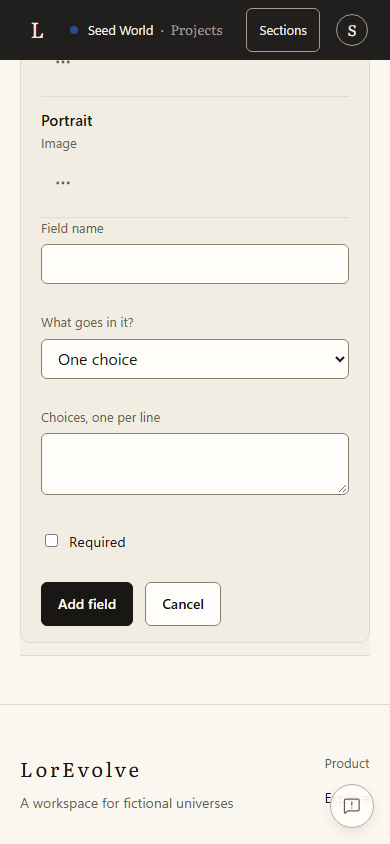 L Seed World · Projects Sections S
Portrait
Image
Field name
What goes in it?
One choice
Choices, one per line
Required
Add field Cancel
LorEvolve
Product
A workspace for fictional universes